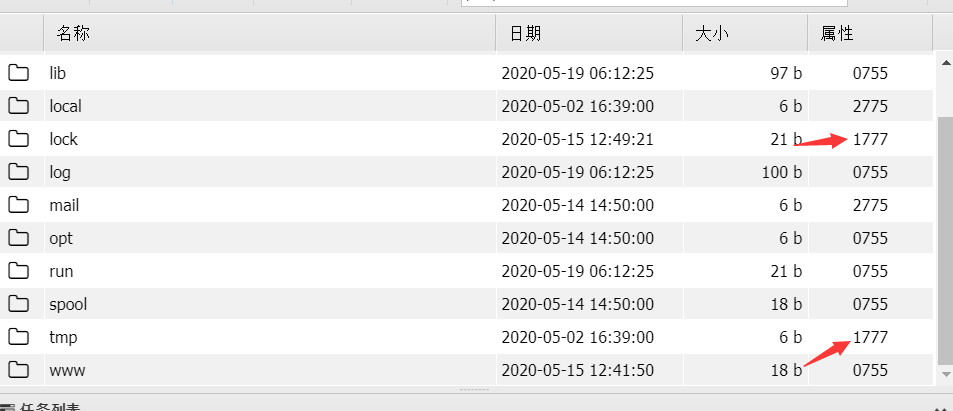 名称 日期 大小 属性
lib 2020-05-19 06:12:25 97 b 0755
local 2020-05-02 16:39:00 6 b 2775
lock 2020-05-15 12:49:21 21 b 1777
log 2020-05-19 06:12:25 100 b 0755
mail 2020-05-14 14:50:00 6 b 2775
opt 2020-05-14 14:50:00 6 b 0755
run 2020-05-19 06:12:25 21 b 0755
spool 2020-05-14 14:50:00 18 b 0755
tmp 2020-05-02 16:39:00 6 b 1777
www 2020-05-15 12:41:50 18 b 0755
任务列表